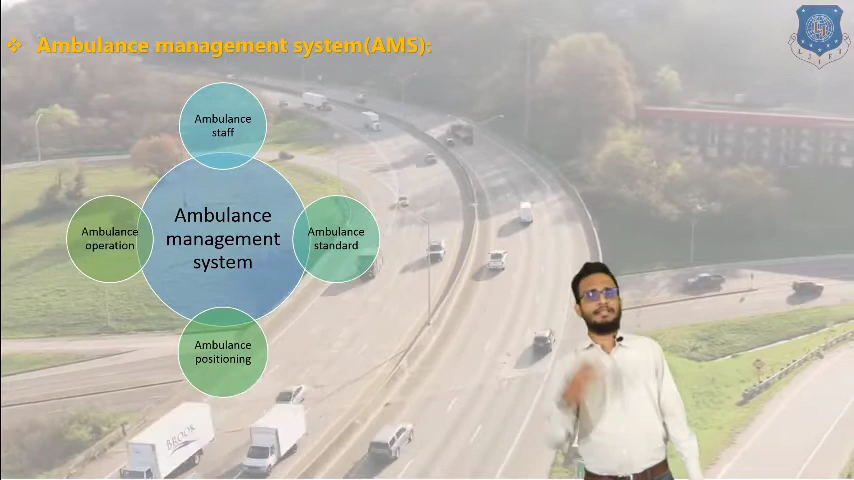 Ambulance management system(AMS):
Ambulance
staff
Ambulance
operation
Ambulance
management
system
Ambulance
standard
Ambulance
positioning
BROOK